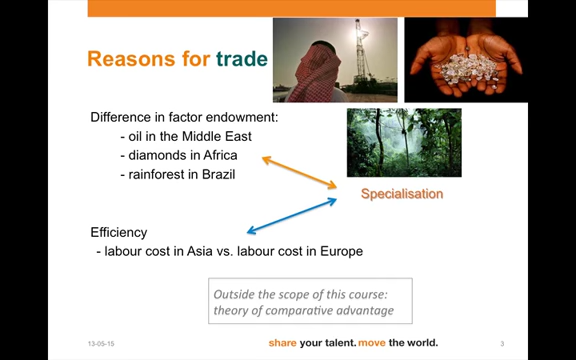 Reasons for trade
Difference in factor endowment:
- oil in the Middle East
- diamonds in Africa
- rainforest in Brazil
Specialisation
Efficiency
- labour cost in Asia vs. labour cost in Europe
Outside the scope of this course:
theory of comparative advantage
13-05-15
share your talent. move the world.
3